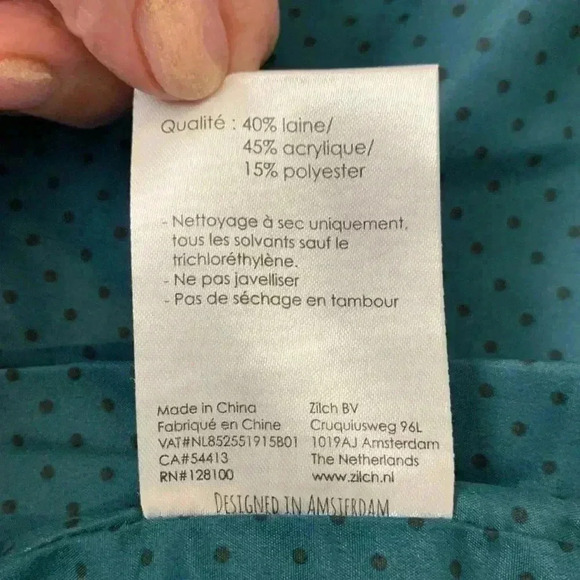 Qualité : 40% laine/
45% acrylique/
15% polyester
- Nettoyage à sec uniquement,
tous les solvants sauf le
trichloréthylène.
- Ne pas javelliser
- Pas de séchage en tambour
Made in China
Fabriqué en Chine
VAT#NL852551915B01
CA#54413
RN#128100
Zilch BV
Cruquiusweg 96L
1019AJ Amsterdam
The Netherlands
www.zilch.nl
DESIGNED IN AMSTERDAM